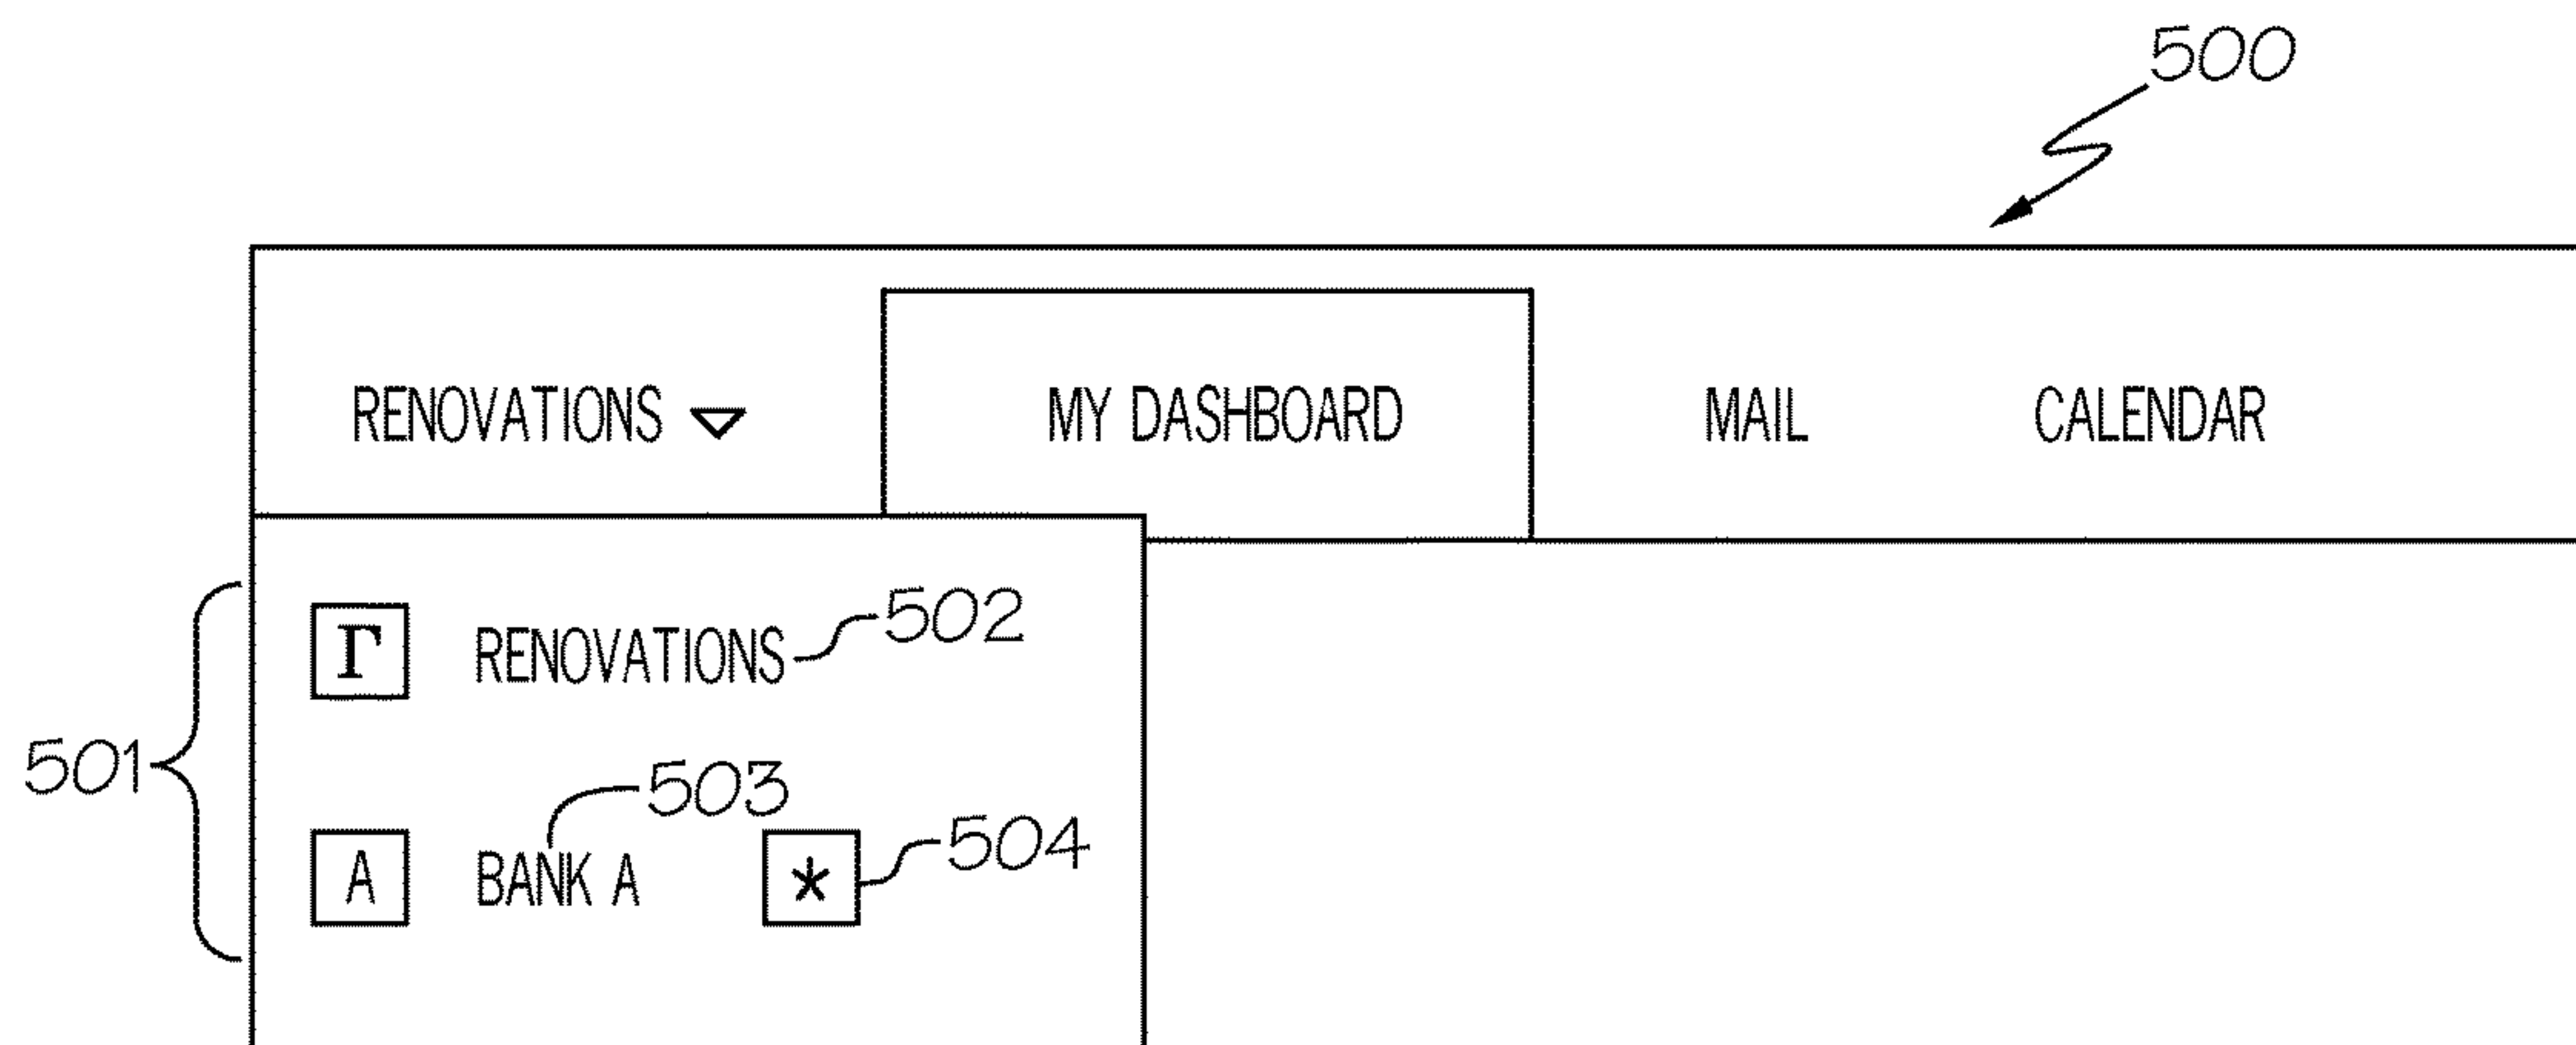 500
RENOVATIONS MY DASHBOARD MAIL CALENDAR
Γ RENOVATIONS 502
501
503
A BANK A * 504